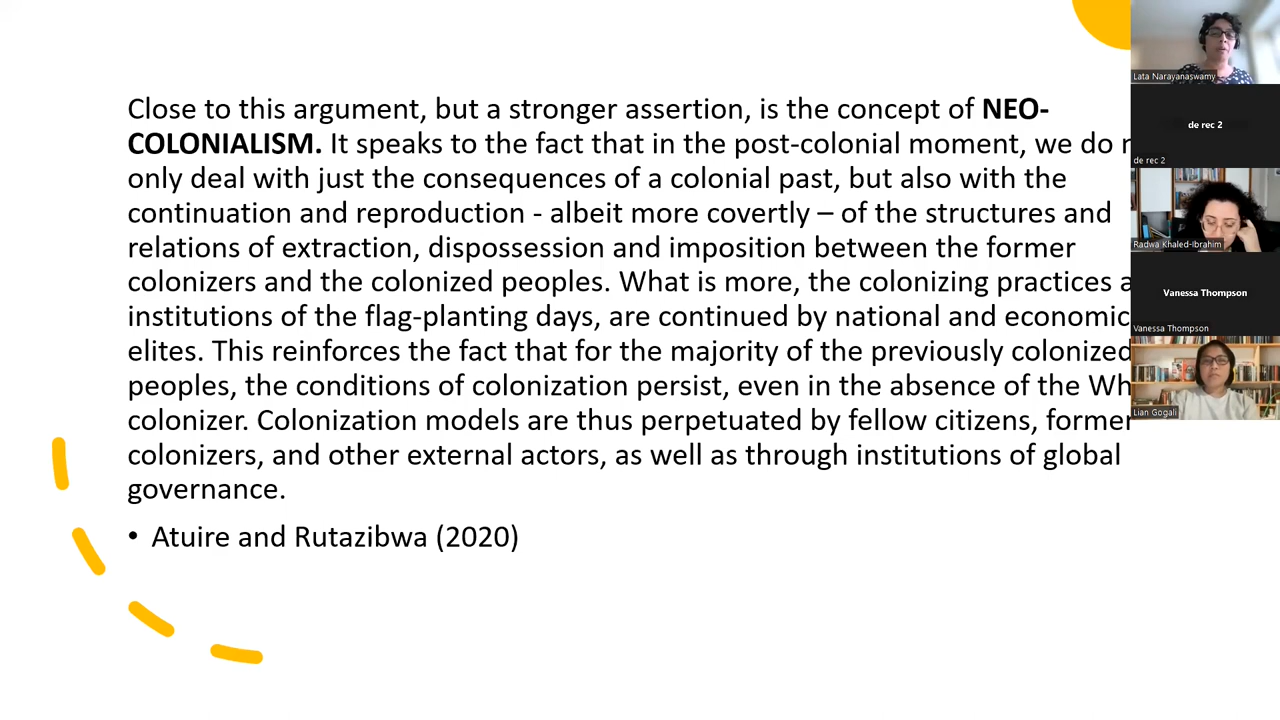 Close to this argument, but a stronger assertion, is the concept of NEO-
COLONIALISM. It speaks to the fact that in the post-colonial moment, we do
only deal with just the consequences of a colonial past, but also with the
continuation and reproduction - albeit more covertly – of the structures and
relations of extraction, dispossession and imposition between the former
colonizers and the colonized peoples. What is more, the colonizing practices
institutions of the flag-planting days, are continued by national and economic
elites. This reinforces the fact that for the majority of the previously colonized
peoples, the conditions of colonization persist, even in the absence of the
colonizer. Colonization models are thus perpetuated by fellow citizens, former
colonizers, and other external actors, as well as through institutions of global
governance.
• Atuire and Rutazibwa (2020)
Lata Narayanaswamy
de rec 2
de rec 2
Radwa Khaled-Ibrahim
Vanessa Thompson
Vanessa Thompson
Lian Gogali